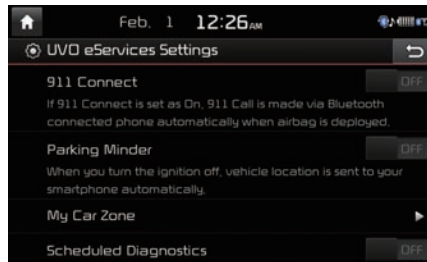 Feb. 1 12:26AM
UVO eServices Settings
911 Connect OFF
If 911 Connect is set as On, 911 Call is made via Bluetooth
connected phone automatically when airbag is deployed.
Parking Minder OFF
When you turn the ignition off, vehicle location is sent to your
smartphone automatically.
My Car Zone
Scheduled Diagnostics OFF